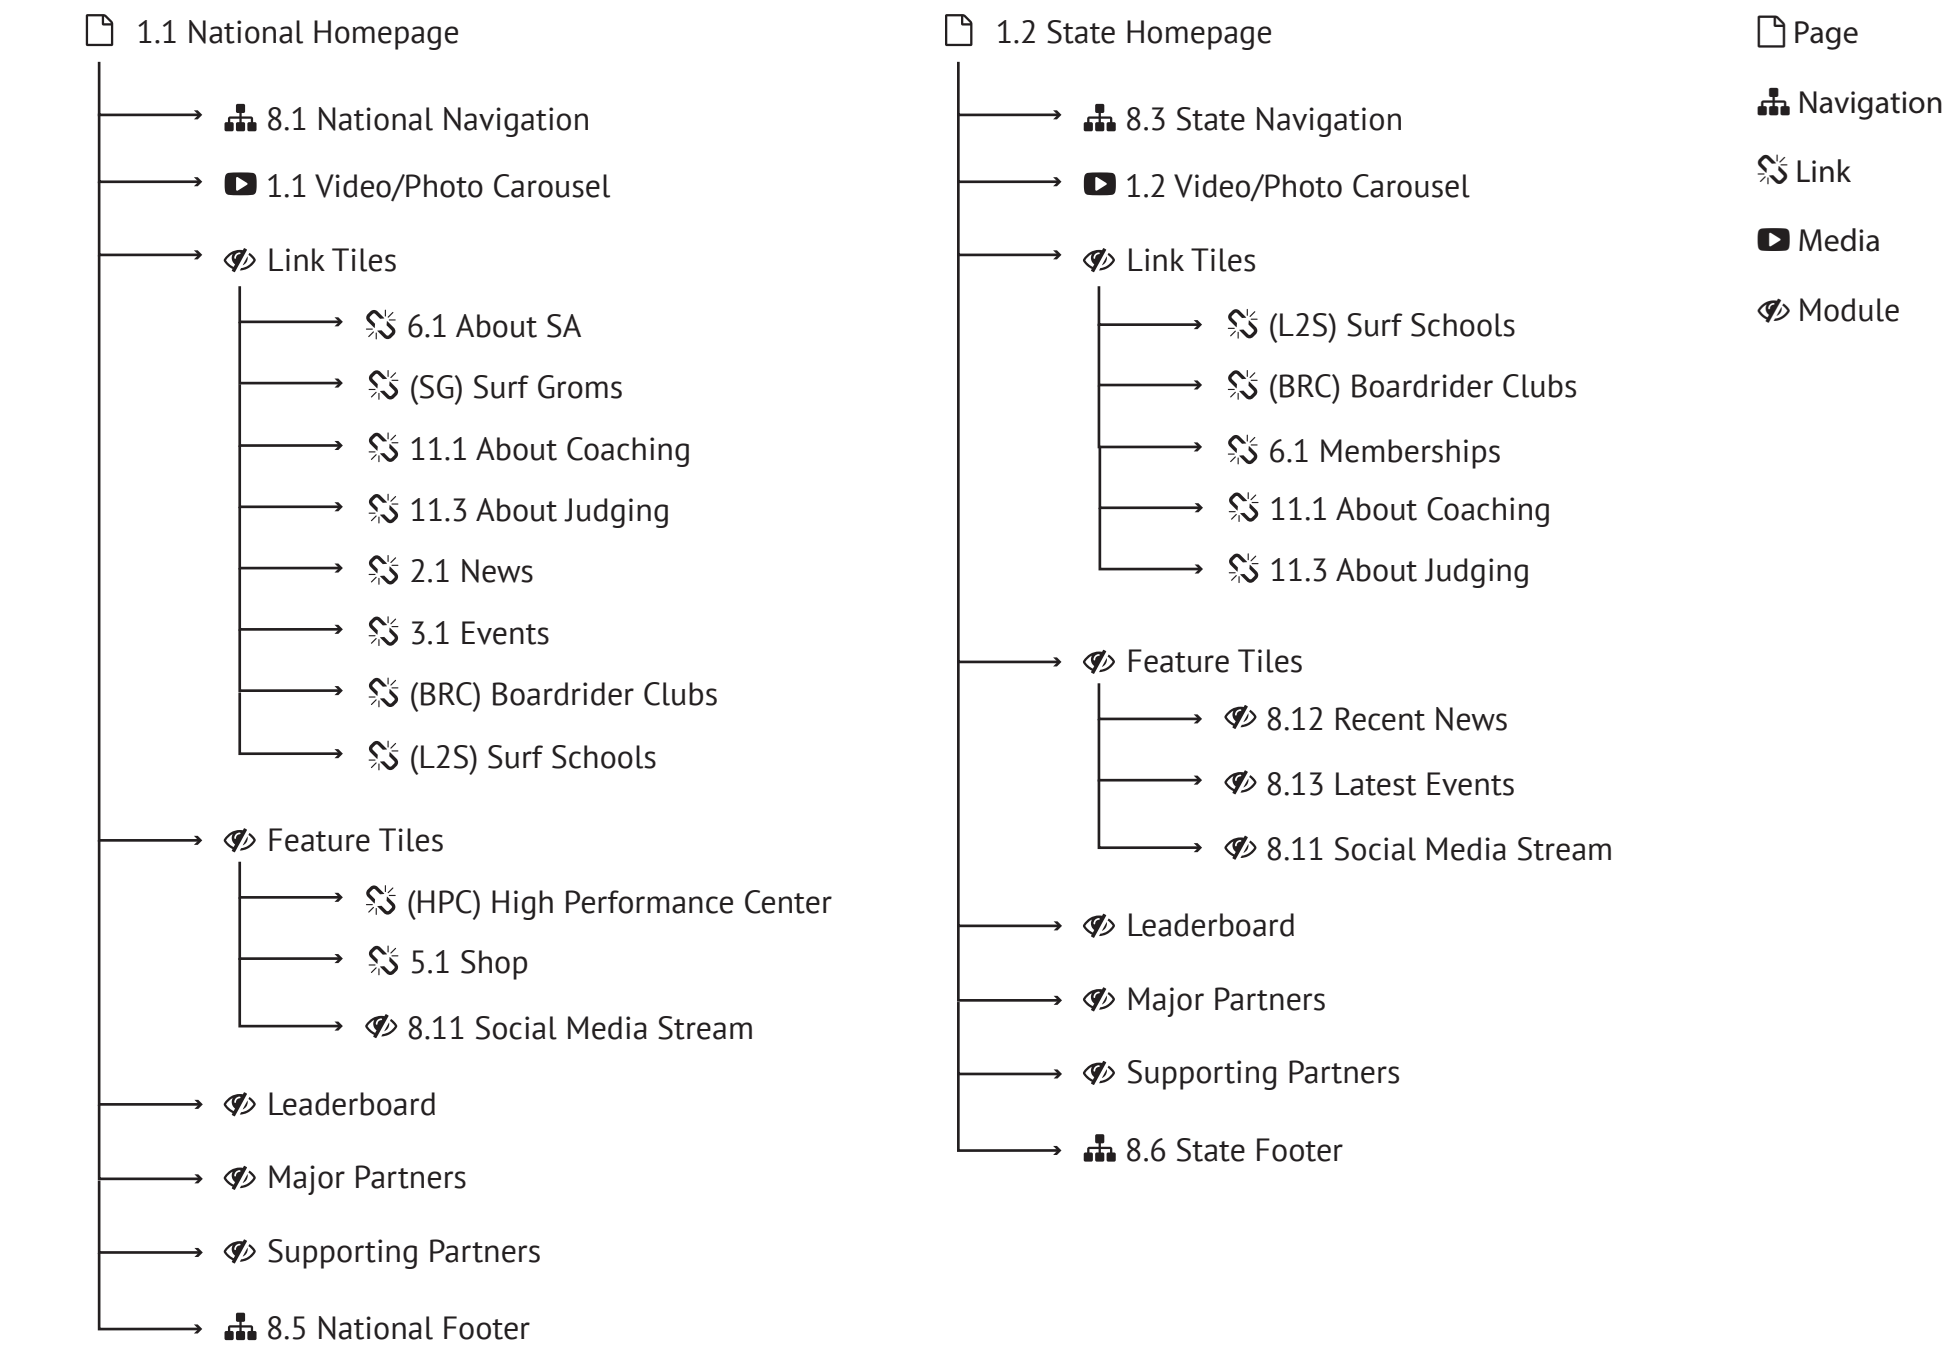 1.1 National Homepage
8.1 National Navigation
1.1 Video/Photo Carousel
Link Tiles
6.1 About SA
(SG) Surf Groms
11.1 About Coaching
11.3 About Judging
2.1 News
3.1 Events
(BRC) Boardrider Clubs
(L2S) Surf Schools
Feature Tiles
(HPC) High Performance Center
5.1 Shop
8.11 Social Media Stream
Leaderboard
Major Partners
Supporting Partners
8.5 National Footer
1.2 State Homepage
8.3 State Navigation
1.2 Video/Photo Carousel
Link Tiles
(L2S) Surf Schools
(BRC) Boardrider Clubs
6.1 Memberships
11.1 About Coaching
11.3 About Judging
Feature Tiles
8.12 Recent News
8.13 Latest Events
8.11 Social Media Stream
Leaderboard
Major Partners
Supporting Partners
8.6 State Footer
Page
Navigation
Link
Media
Module